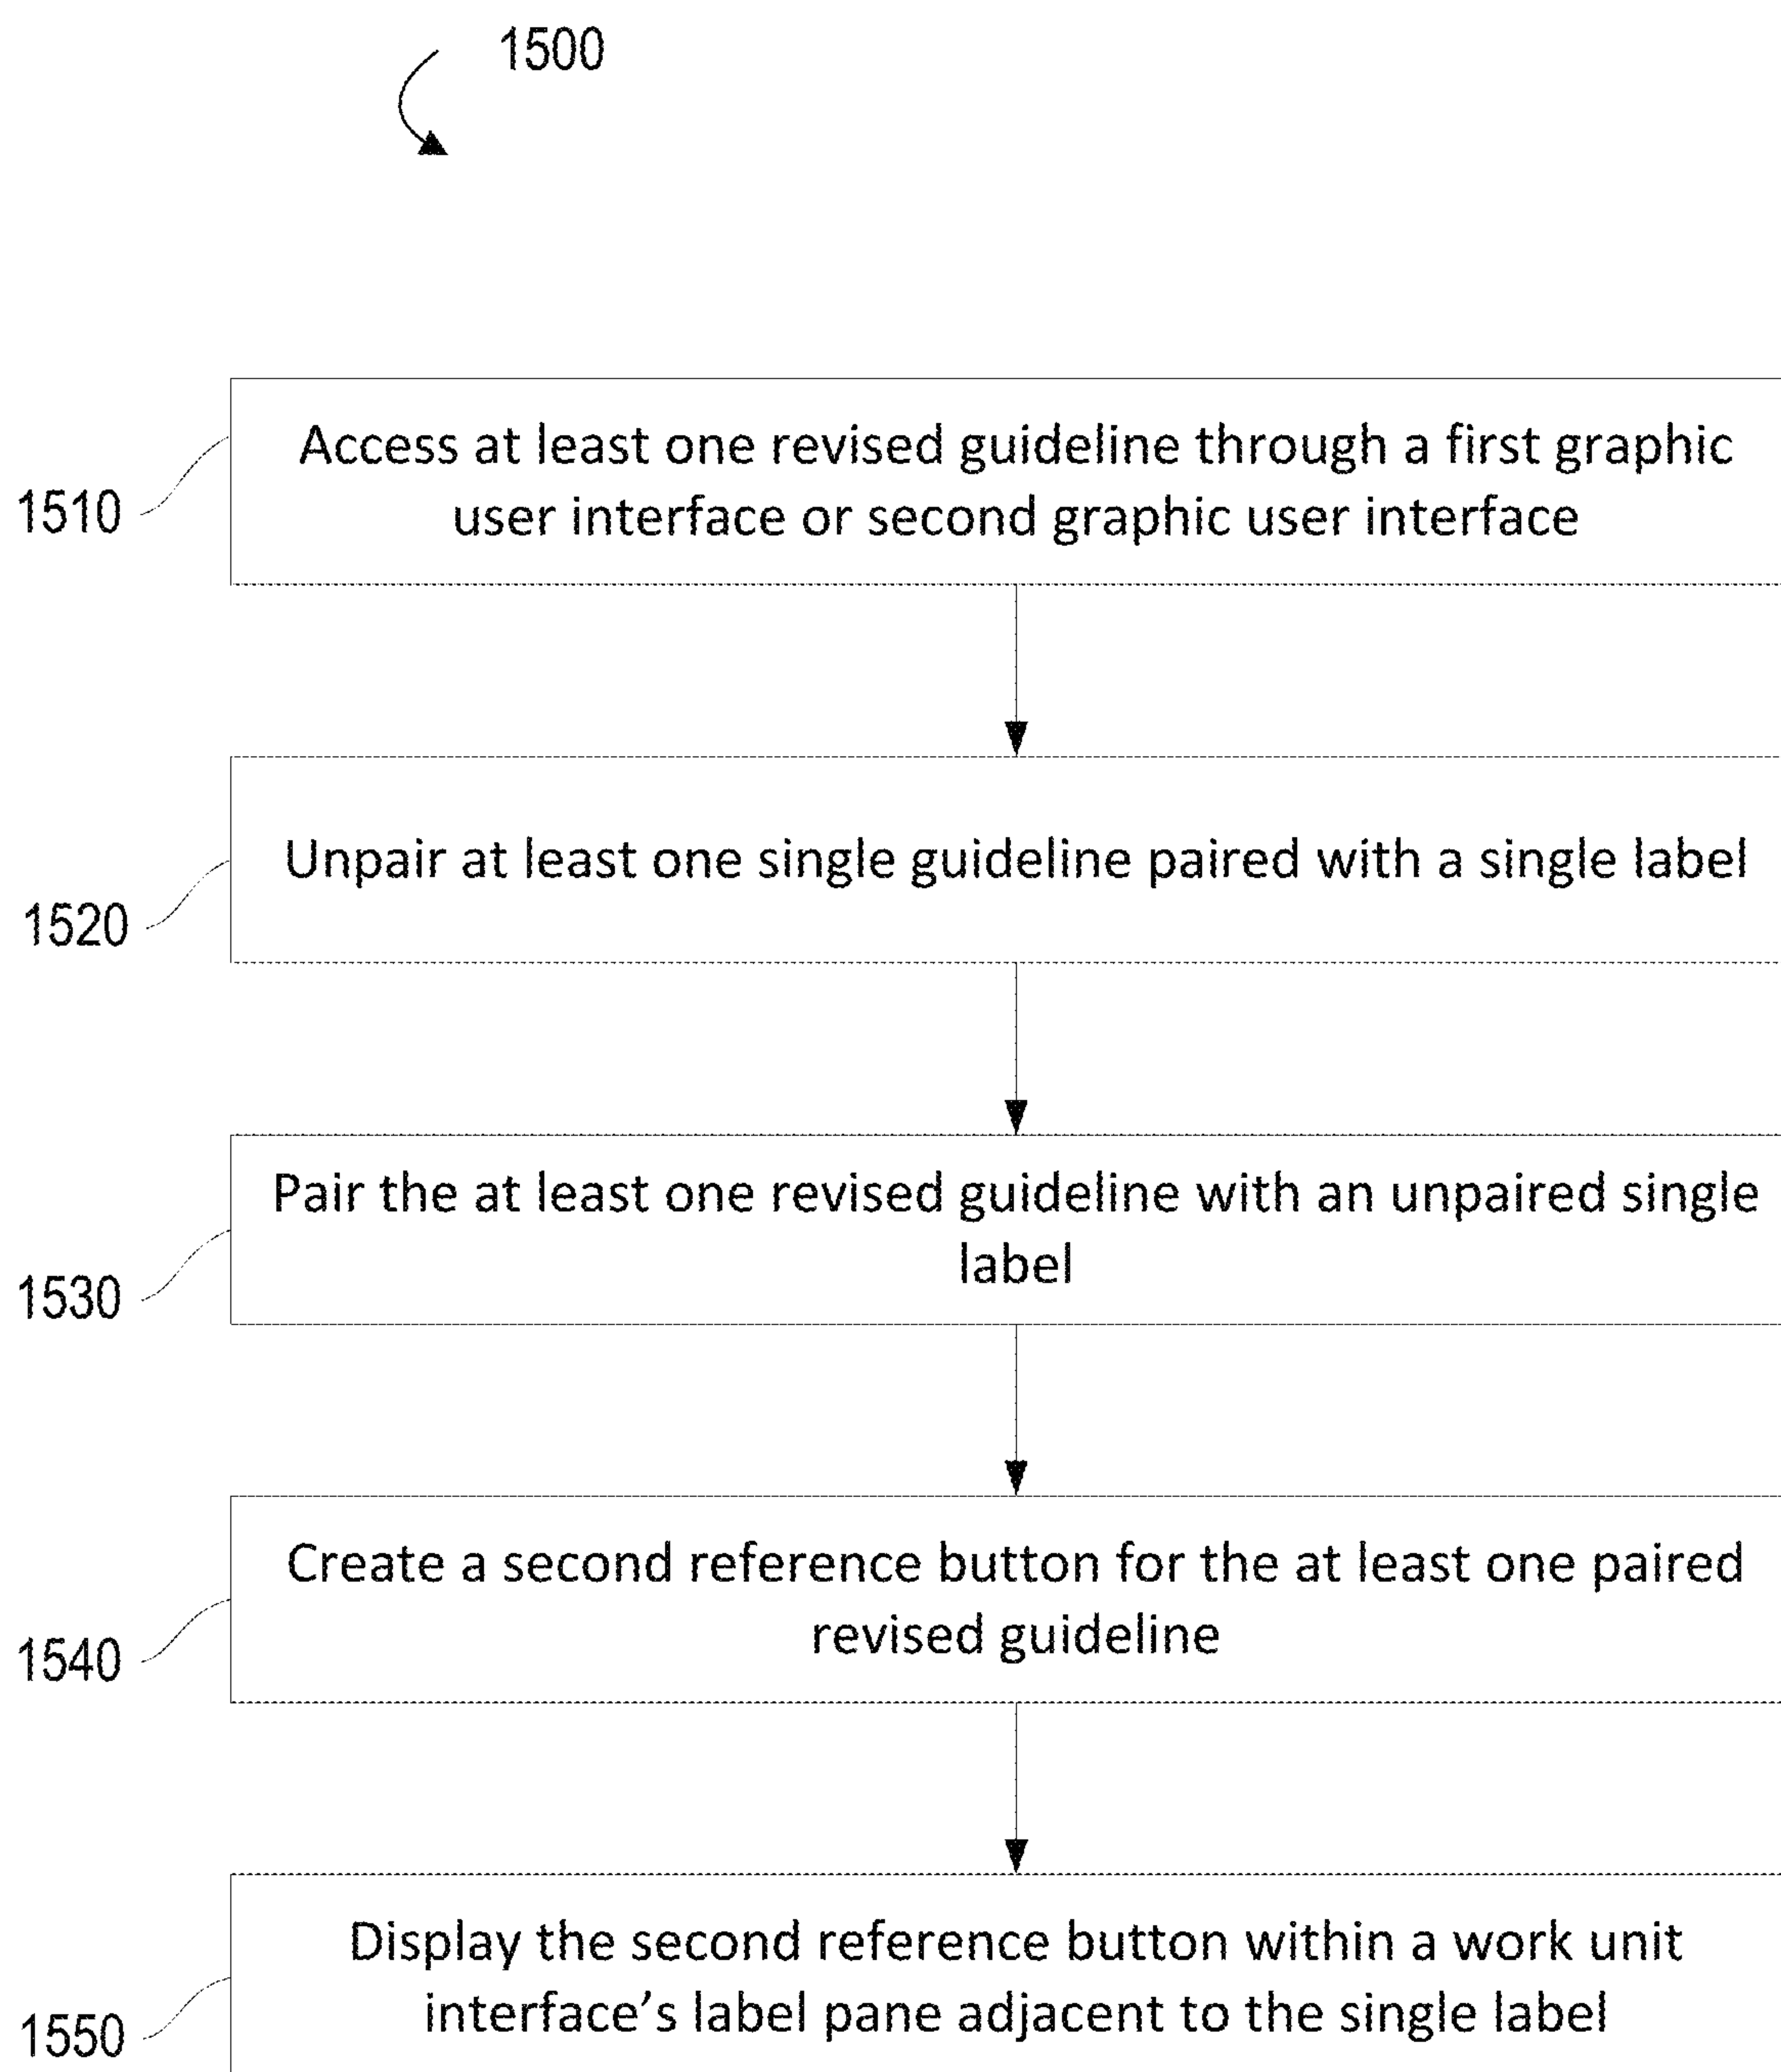 1500
Access at least one revised guideline through a first graphic
user interface or second graphic user interface
1510
Unpair at least one single guideline paired with a single label
1520
Pair the at least one revised guideline with an unpaired single
label
1530
Create a second reference button for the at least one paired
revised guideline
1540
Display the second reference button within a work unit
interface’s label pane adjacent to the single label
1550